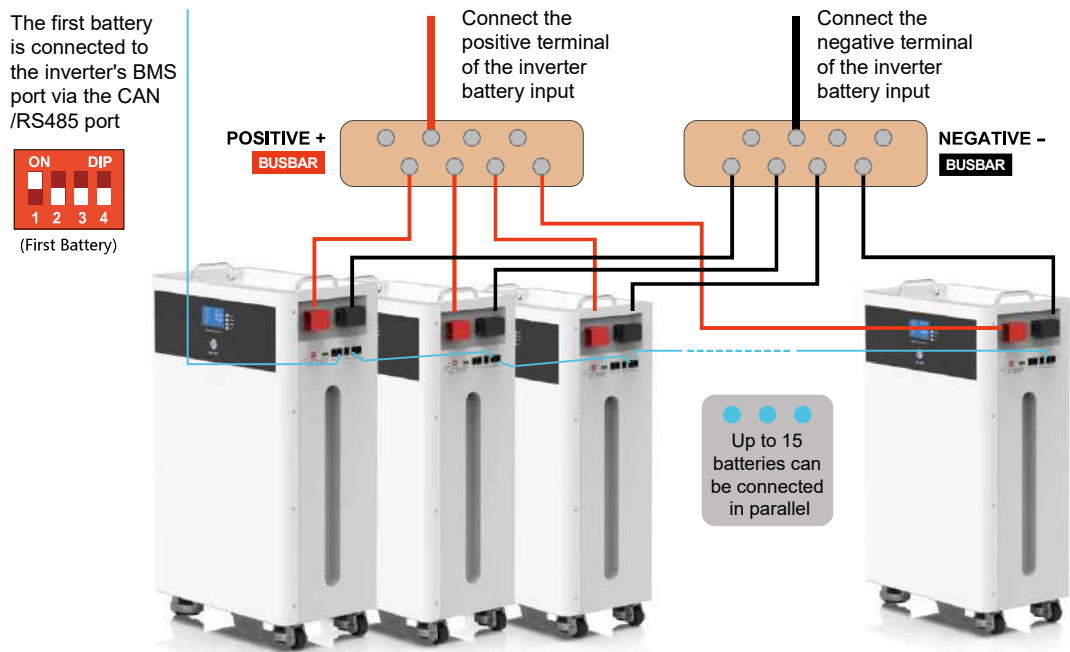 The first battery
is connected to
the inverter's BMS
port via the CAN
/RS485 port
ON DIP
1 2 3 4
(First Battery)
Connect the
positive terminal
of the inverter
battery input
POSITIVE +
BUSBAR
Connect the
negative terminal
of the inverter
battery input
NEGATIVE –
BUSBAR
Up to 15
batteries can
be connected
in parallel